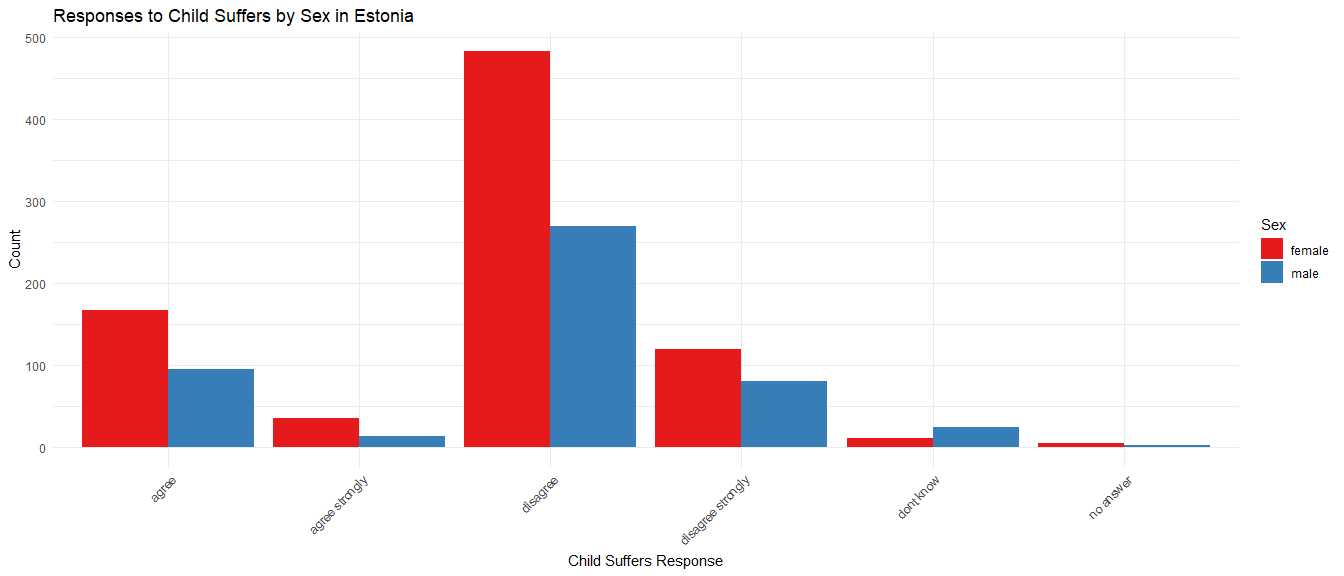 Responses to Child Suffers by Sex in Estonia
500
400
300
200
100
0
Count
agree
agree strongly
disagree
disagree strongly
dont know
no answer
Child Suffers Response
Sex
female
male